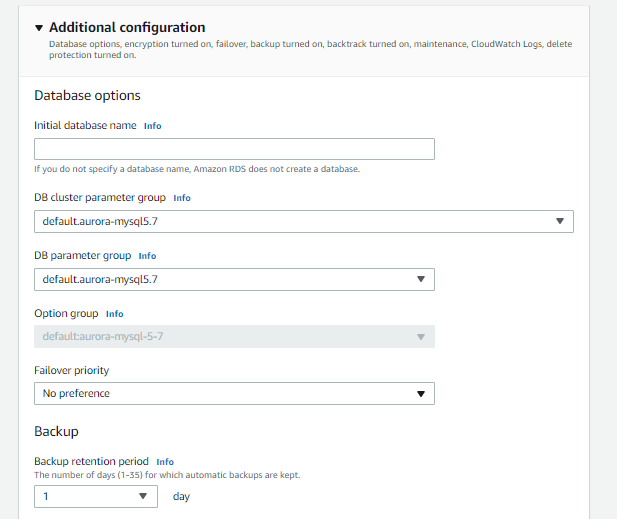 Additional configuration
Database options, encryption turned on, failover, backup turned on, backtrack turned on, maintenance, CloudWatch Logs, delete
protection turned on.
Database options
Initial database name Info
If you do not specify a database name, Amazon RDS does not create a database.
DB cluster parameter group Info
default.aurora-mysql5.7
DB parameter group Info
default.aurora-mysql5.7
Option group Info
default:aurora-mysql-5-7
Failover priority
No preference
Backup
Backup retention period Info
The number of days (1-35) for which automatic backups are kept.
1 day